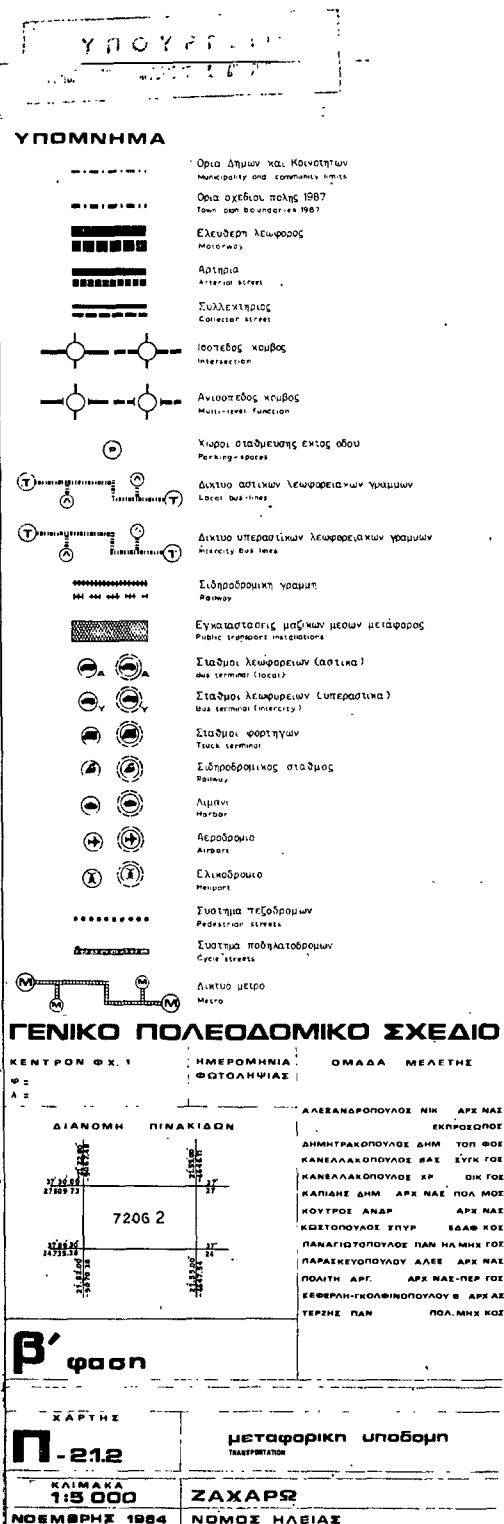 ΥΠΟΜΝΗΜΑ
Ορια Δημων και Κοινοτητων
Municipality and community limits
Ορια σχεδιου πολης 1987
Town plan boundaries 1987
Ελευθερη λεωφορος
Motorway
Αρτηρια
Arterial street
Συλλεκτηριος
Collector street
Ισοπεδος κομβος
Intersection
Ανισοπεδος κομβος
Multi-level function
P
Χωροι σταθμευσης εκτος οδου
Parking-spaces
T T
Δικτυο αστικων λεωφορειακων γραμμων
Local bus-lines
T T
Δικτυο υπεραστικων λεωφορειακων γραμμων
Intercity bus lines
Σιδηροδρομικη γραμμη
Railway
Εγκαταστασεις μαζικων μεσων μεταφορας
Public transport installations
A A
Σταθμοι λεωφορειων (αστικα)
Bus terminal (local)
Υ Υ
Σταθμοι λεωφορειων (υπεραστικα)
Bus terminal (intercity)
Σταθμοι φορτηγων
Truck terminal
Σιδηροδρομικος σταθμος
Railway
Λιμανι
Harbor
Αεροδρομιο
Airport
Ελικοδρομιο
Heliport
Συστημα πεζοδρομων
Pedestrian streets
Συστημα ποδηλατοδρομων
Cycle streets
M M M M
Δικτυο μετρο
Metro
ΓΕΝΙΚΟ ΠΟΛΕΟΔΟΜΙΚΟ ΣΧΕΔΙΟ
ΚΕΝΤΡΟΝ ΦΧ. 1
φ =
λ =
ΗΜΕΡΟΜΗΝΙΑ
ΦΩΤΟΛΗΨΙΑΣ
ΟΜΑΔΑ ΜΕΛΕΤΗΣ
ΔΙΑΝΟΜΗ ΠΙΝΑΚΙΔΩΝ
7206 2
ΑΛΕΞΑΝΔΡΟΠΟΥΛΟΣ ΝΙΚ ΑΡΧ ΝΑΣ
ΕΚΠΡΟΣΩΠΟΣ
ΔΗΜΗΤΡΑΚΟΠΟΥΛΟΣ ΔΗΜ ΤΟΠ ΦΟΣ
ΚΑΝΕΛΛΑΚΟΠΟΥΛΟΣ ΒΑΣ ΣΥΓΚ ΓΟΣ
ΚΑΝΕΛΛΑΚΟΠΟΥΛΟΣ ΧΡ ΟΙΚ ΓΟΣ
ΚΑΠΙΔΗΣ ΔΗΜ ΑΡΧ ΝΑΣ ΠΟΛ ΜΟΣ
ΚΟΥΤΡΟΣ ΑΝΔΡ ΑΡΧ ΝΑΣ
ΚΩΣΤΟΠΟΥΛΟΣ ΣΠΥΡ ΕΔΑΦ ΚΟΣ
ΠΑΝΑΓΙΩΤΟΠΟΥΛΟΣ ΠΑΝ ΗΛ ΜΗΧ ΓΟΣ
ΠΑΡΑΣΚΕΥΟΠΟΥΛΟΥ ΑΛΕΞ ΑΡΧ ΝΑΣ
ΠΟΛΙΤΗ ΑΡΓ. ΑΡΧ ΝΑΣ-ΠΕΡ ΓΟΣ
ΤΕΡΖΗΣ ΠΑΝ ΠΟΛ. ΜΗΧ ΚΟΣ
β' φαση
ΧΑΡΤΗΣ
Π-2.1.2
μεταφορικη υποδομη
TRANSPORTATION
ΚΛΙΜΑΚΑ
1:5 000
ΖΑΧΑΡΩ
ΝΟΕΜΒΡΗΣ 1984
ΝΟΜΟΣ ΗΛΕΙΑΣ